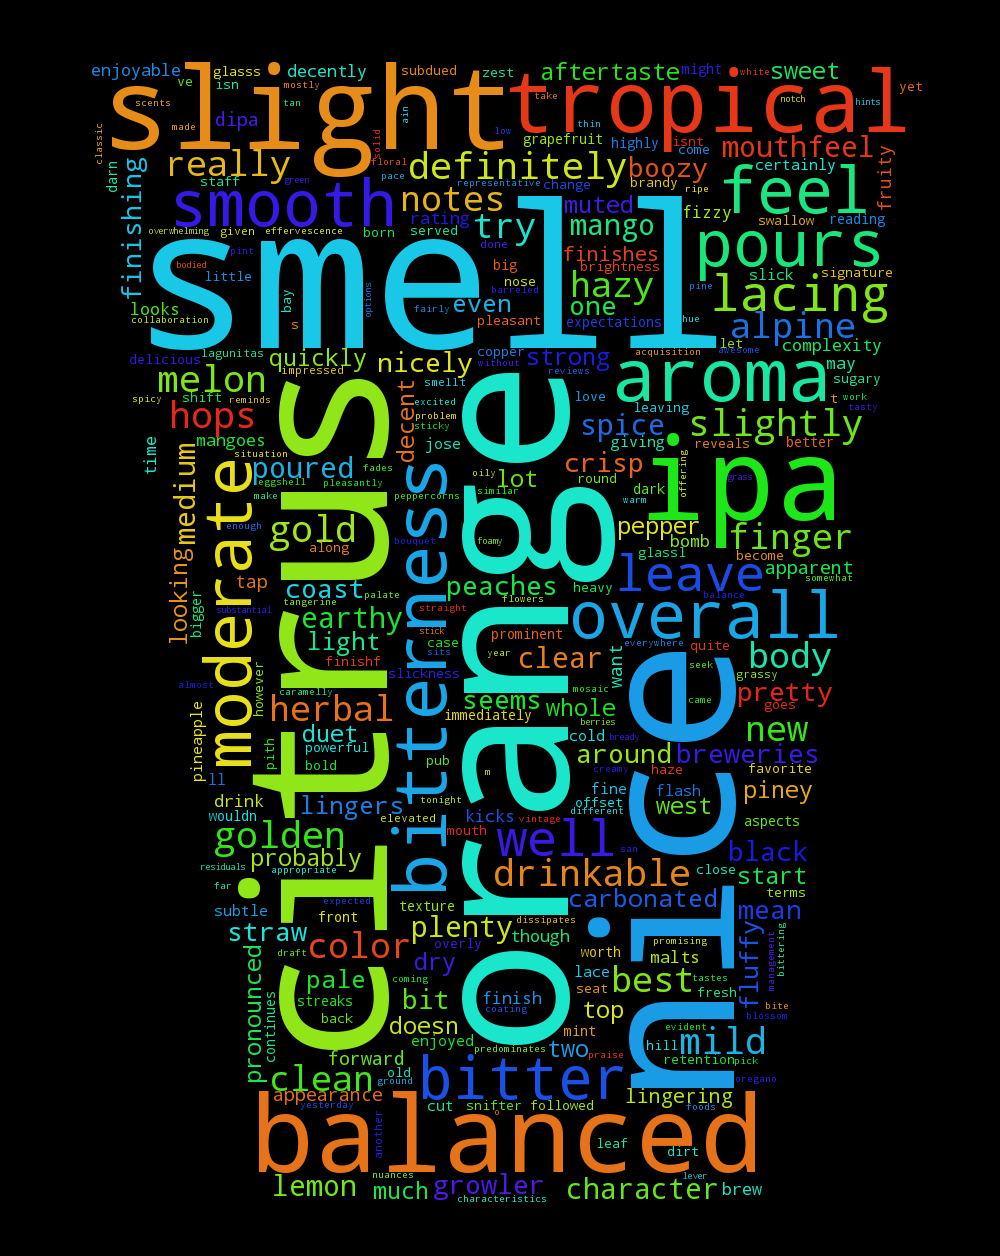 enjoyable glasss decently subdued zest aftertaste might white sweet yet
ve isn mostly take notch hints
slight tropical
scents tan ain low thin
classic made dipa solid grapefruit highly isnt mouthfeel
darn really floral definitely boozy come certainly fruity
staff green pace representative change brandy ripe feel
finishing smooth notes try muted mango fizzy swallow reading
overwhelming given effervescence born rating served done finishes pours
pint bodied big brightness slick signature
smell
little bay options nose barreled hazy pine lacing
looks s fairly even one
collaboration pleasant expectations hue alpine
delicious lagunitas quickly nicely copper strong acquisition let complexity
without awesome
melon impressed smellt reviews aroma may
spicy shift reminds decent excited love leaving t work sugary tasty
hops problem sticky spice slightly
mangoes situation jose giving reveals better
time medium poured fades crisp ipa
eggshell pleasantly oily lot round dark offering grass
make peppercorns similar warm
moderate citrus bitterness orange nice
enough gold foamy pepper finger
looking along bouquet bomb
glassl become
tap coast palate peaches heavy leave apparent somewhat
bigger substantial tangerine straight flowers balance overall
earthy stick prominent everywhere
light case year clear quite body
finishf sits want seek grassy
almost however caramelly slickness seems mosaic came pretty
herbal immediately whole berries goes
pineapple duet cold new
pith powerful pub bready around breweries
ll bold m creamy haze favorite
drink lingers tonight fine flash piney
wouldn elevated kicks vintage offset west
golden mouth different aspects
probably well san black
residuals appropriate drinkable close start
far expected texture carbonated terms
subtle front dissipates mean
straw color plenty though worth promising fluffy management bittering
draft overly malts
pronounced pale coming dry lace best tastes
continues streaks bit finish seat fresh bite
back coating top blossom
doesn mint evident
enjoyed two hill mild
forward predominates praise retention pick
clean old ground bitter oregano
appearance lingering
yesterday cut snifter followed foods
o
balanced
another leaf dirt
nuances lever
lemon much growler character brew
characteristics